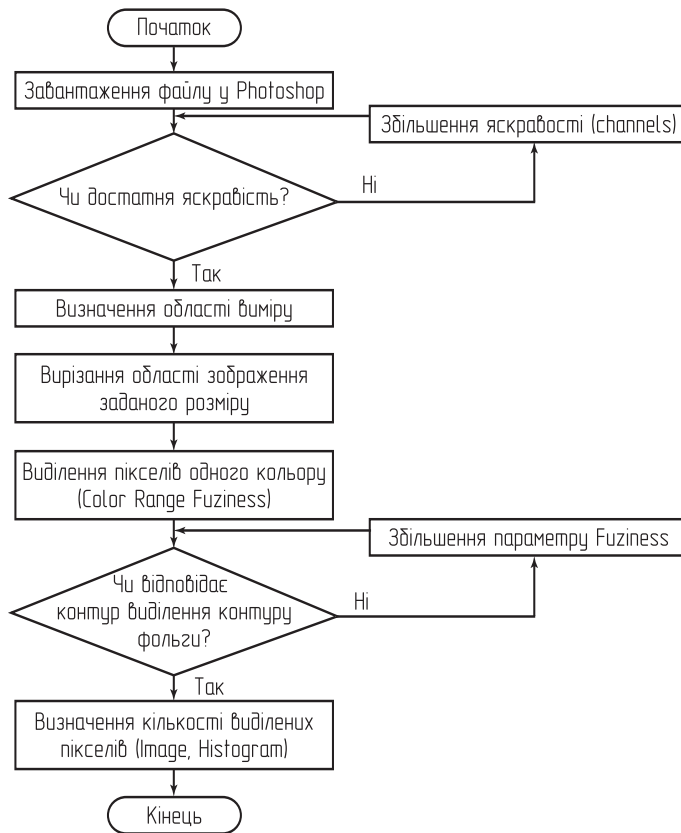 Початок
Завантаження файлу у Photoshop
Збільшення яскравості (channels)
Чи достатня яскравість?
Ні
Так
Визначення області виміру
Вирізання області зображення
заданого розміру
Виділення пікселів одного кольору
(Color Range Fuziness)
Збільшення параметру Fuziness
Чи відповідає
контур виділення контуру
фольги?
Ні
Так
Визначення кількості виділених
пікселів (Image, Histogram)
Кінець